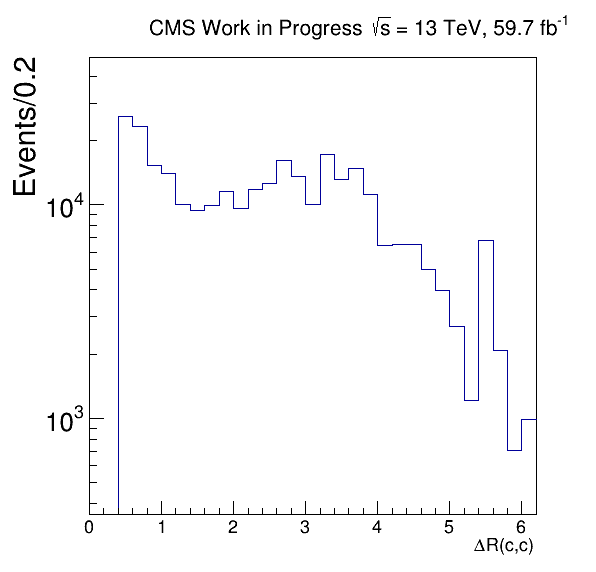 CMS Work in Progress √s = 13 TeV, 59.7 fb⁻¹
Events/0.2
10⁴
10³
0 1 2 3 4 5 6
ΔR(c,c)